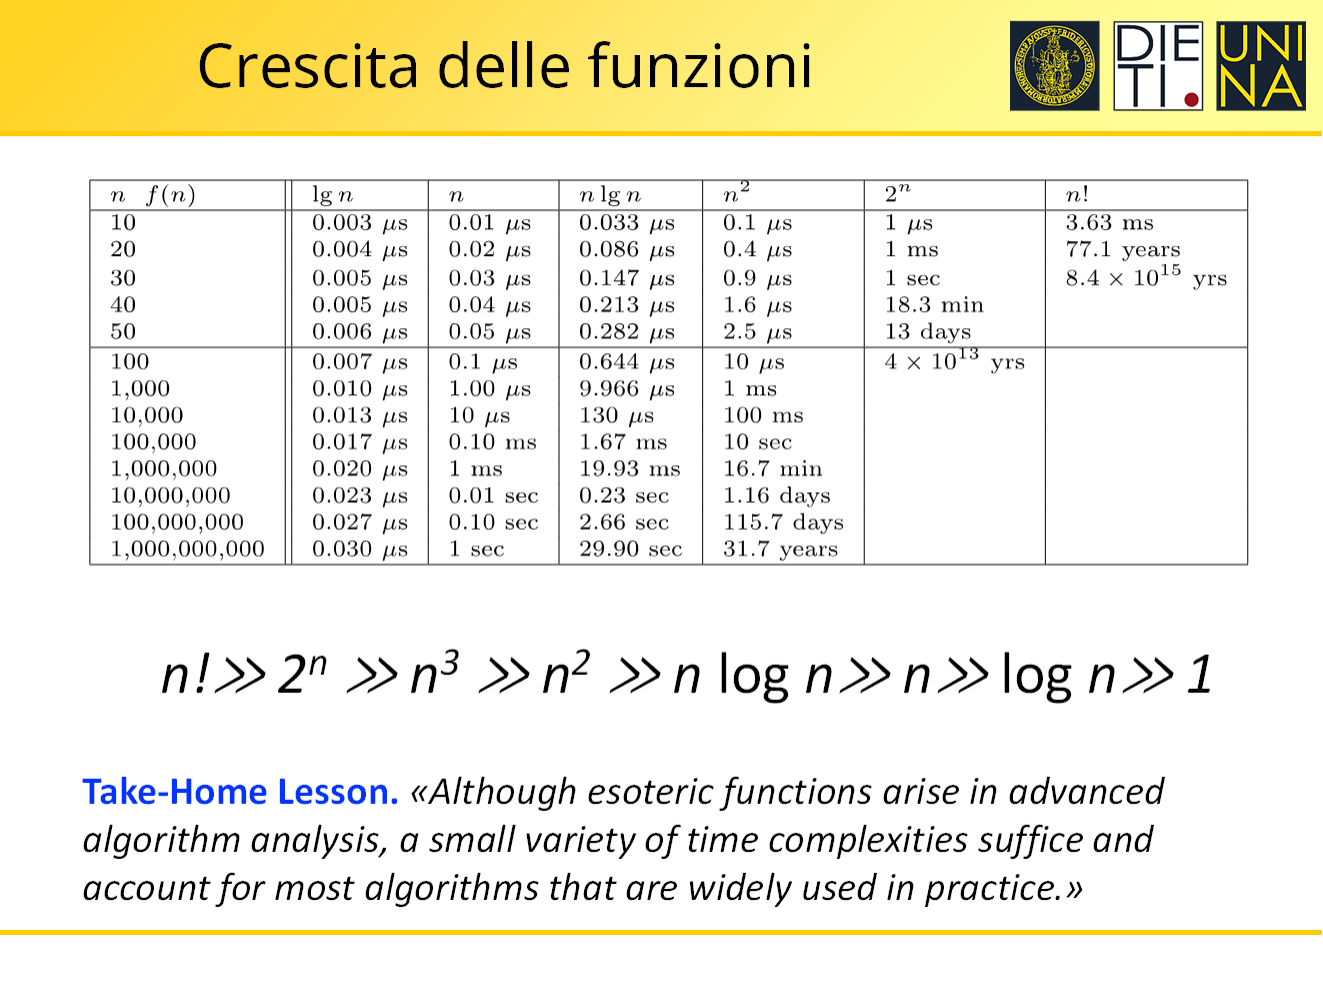 Crescita delle funzioni
DIE
TI.
UNI
NA
n f(n) lg n n n lg n n² 2ⁿ n!
10 0.003 μs 0.01 μs 0.033 μs 0.1 μs 1 μs 3.63 ms
20 0.004 μs 0.02 μs 0.086 μs 0.4 μs 1 ms 77.1 years
30 0.005 μs 0.03 μs 0.147 μs 0.9 μs 1 sec 8.4 × 10¹⁵ yrs
40 0.005 μs 0.04 μs 0.213 μs 1.6 μs 18.3 min
50 0.006 μs 0.05 μs 0.282 μs 2.5 μs 13 days
100 0.007 μs 0.1 μs 0.644 μs 10 μs 4 × 10¹³ yrs
1,000 0.010 μs 1.00 μs 9.966 μs 1 ms
10,000 0.013 μs 10 μs 130 μs 100 ms
100,000 0.017 μs 0.10 ms 1.67 ms 10 sec
1,000,000 0.020 μs 1 ms 19.93 ms 16.7 min
10,000,000 0.023 μs 0.01 sec 0.23 sec 1.16 days
100,000,000 0.027 μs 0.10 sec 2.66 sec 115.7 days
1,000,000,000 0.030 μs 1 sec 29.90 sec 31.7 years
n! ≫ 2ⁿ ≫ n³ ≫ n² ≫ n log n ≫ n ≫ log n ≫ 1
Take-Home Lesson. «Although esoteric functions arise in advanced
algorithm analysis, a small variety of time complexities suffice and
account for most algorithms that are widely used in practice.»